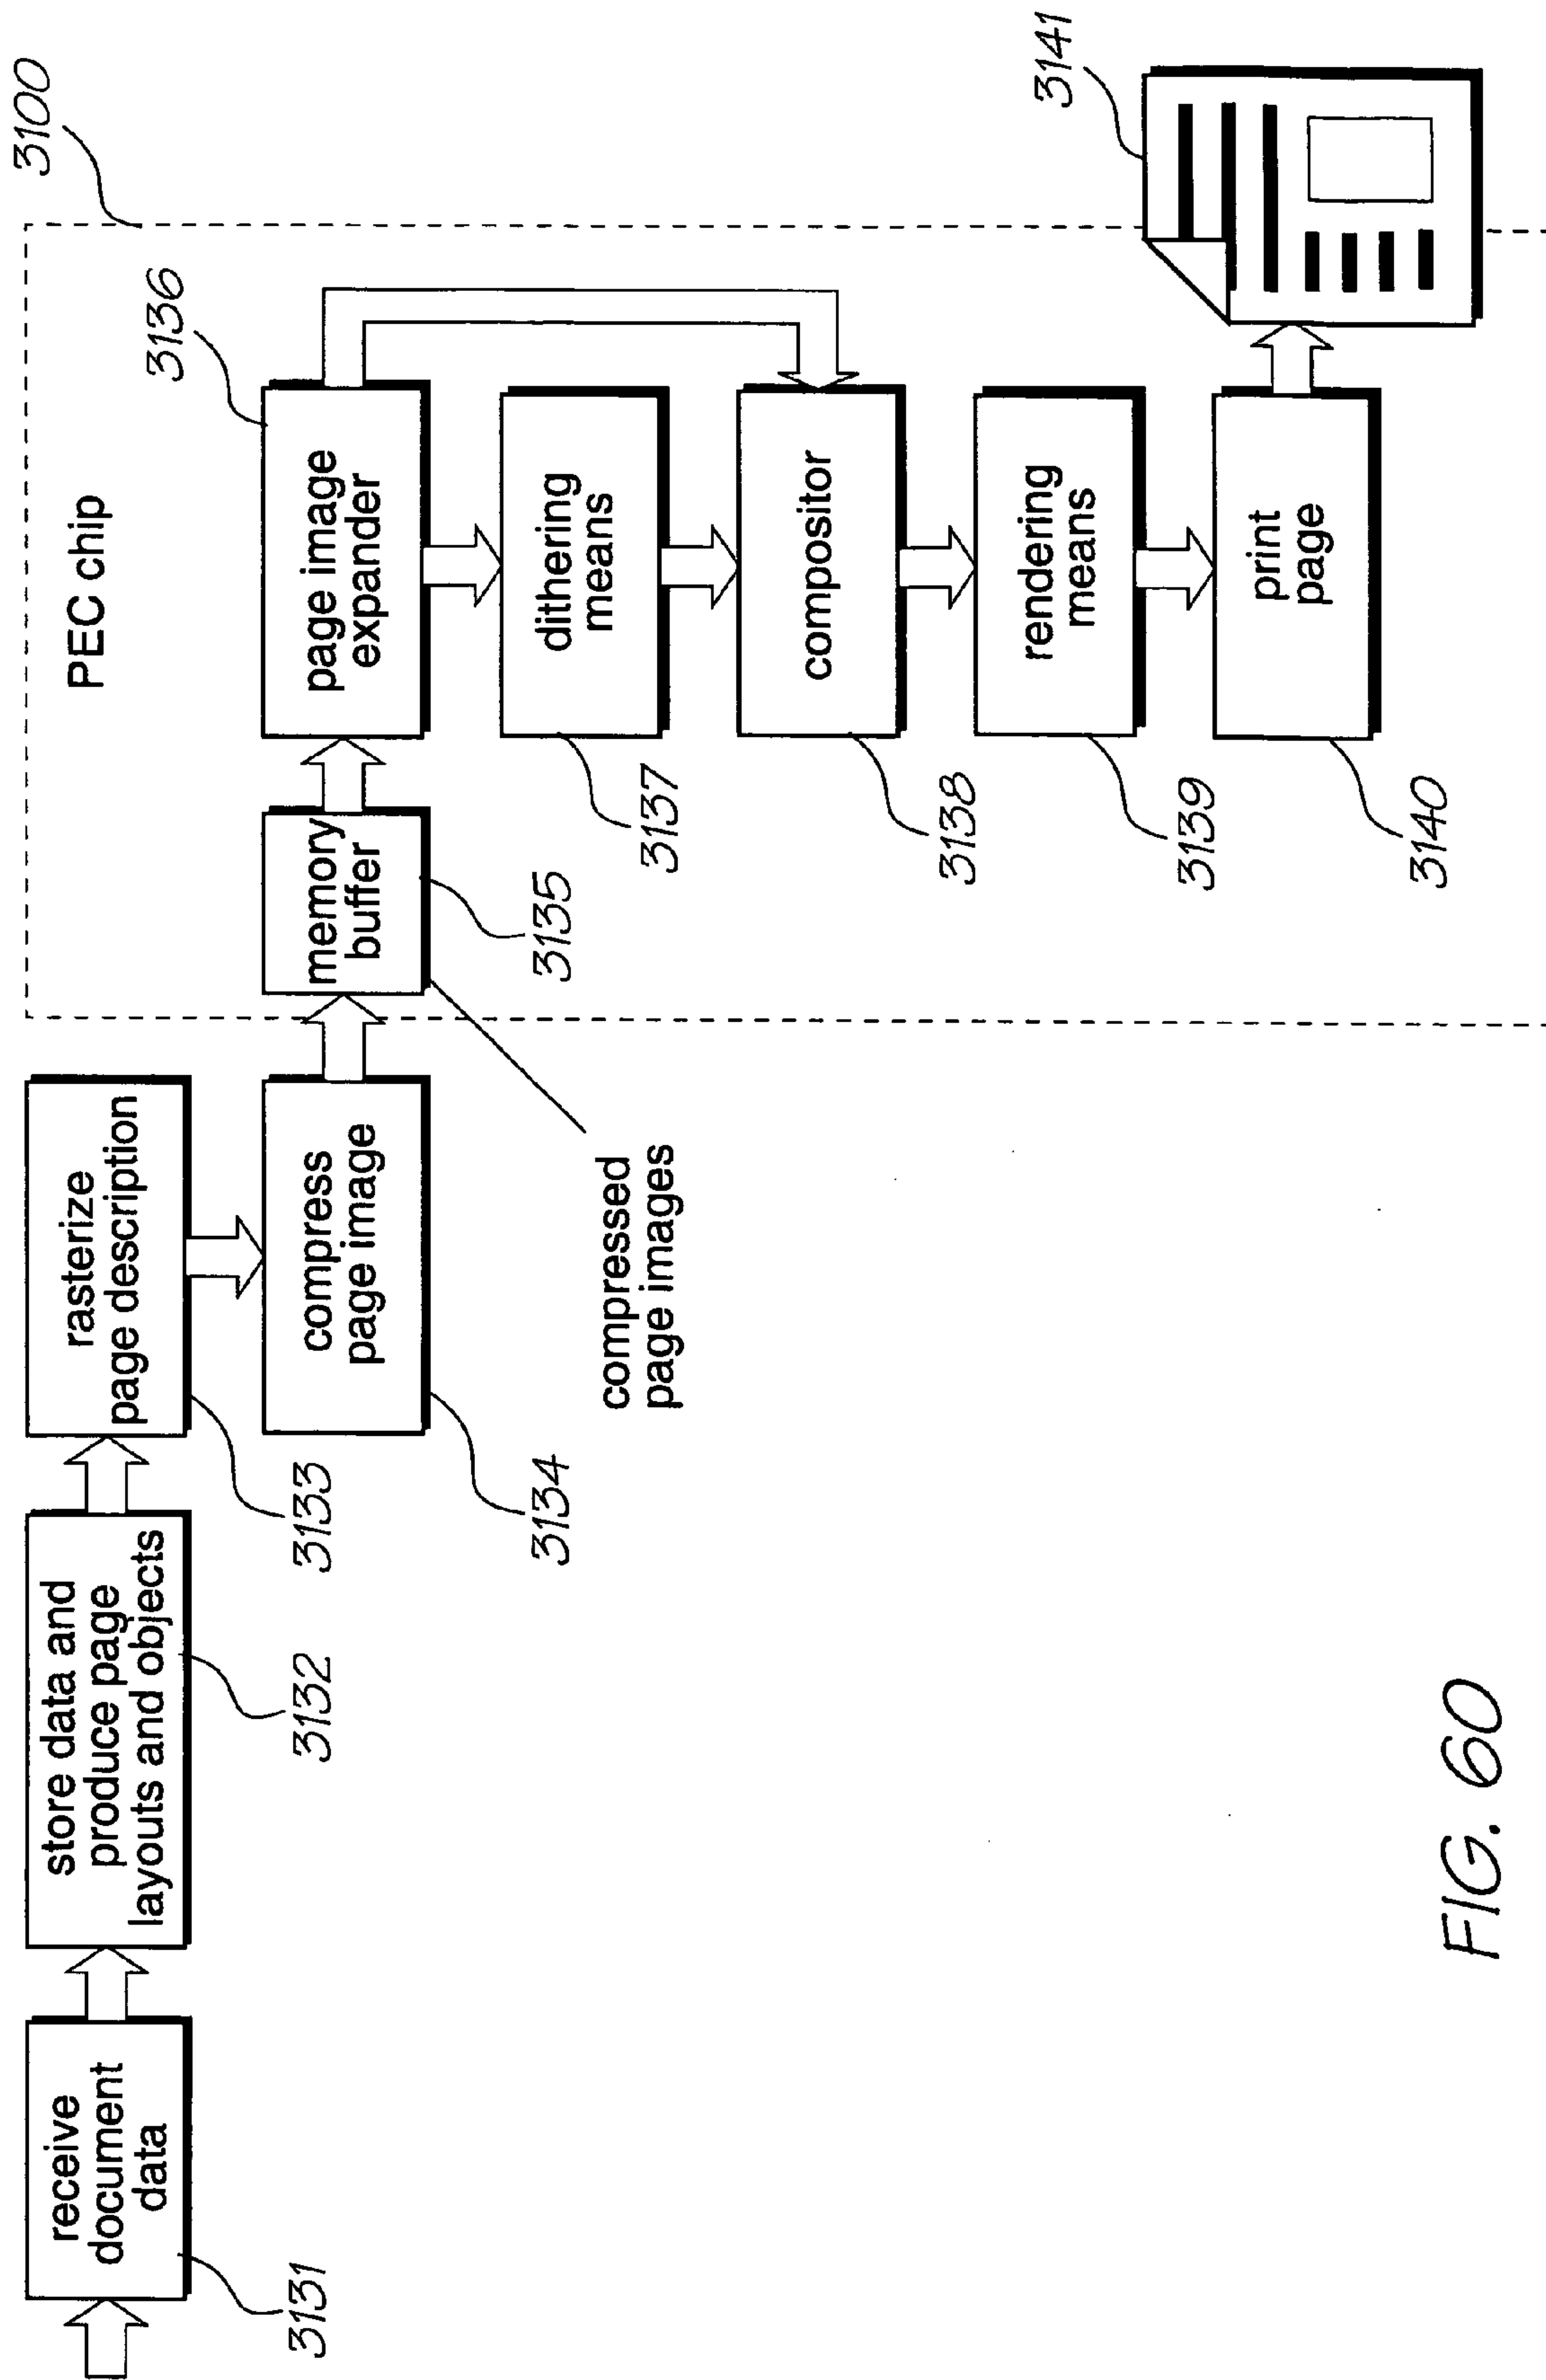 receive
document
data
3131
store data and
produce page
layouts and objects
3132
rasterize
page description
3133
compress
page image
3134
compressed
page images
PEC chip
3100
memory
buffer
3135
page image
expander
3136
dithering
means
3137
compositor
3138
rendering
means
3139
print
page
3140
3141
FIG. 60